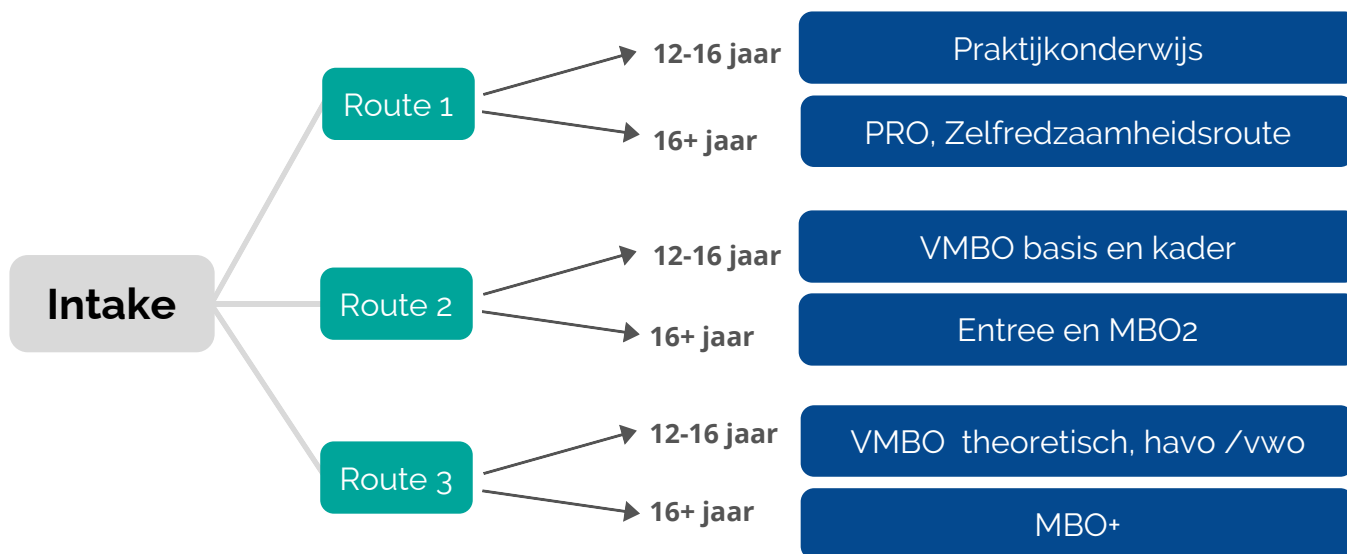 12-16 jaar
Praktijkonderwijs
Route 1
16+ jaar
PRO, Zelfredzaamheidsroute
Intake
12-16 jaar
VMBO basis en kader
Route 2
16+ jaar
Entree en MBO2
12-16 jaar
VMBO theoretisch, havo /vwo
Route 3
16+ jaar
MBO+